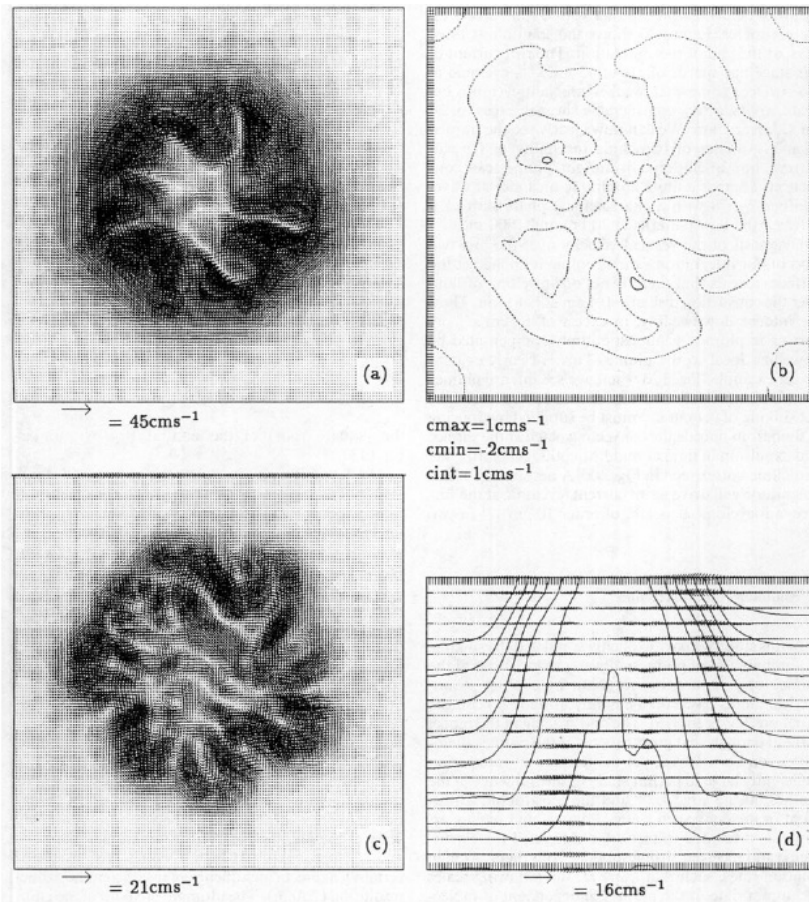 (a)
(b)
= 45cms⁻¹
cmax=1cms⁻¹
cmin=-2cms⁻¹
cint=1cms⁻¹
(c)
(d)
= 21cms⁻¹
= 16cms⁻¹